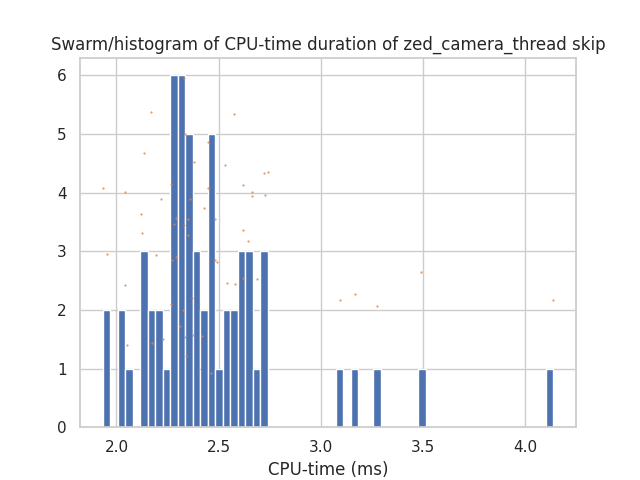 Swarm/histogram of CPU-time duration of zed_camera_thread skip
6
5
4
3
2
1
0
2.0 2.5 3.0 3.5 4.0
CPU-time (ms)